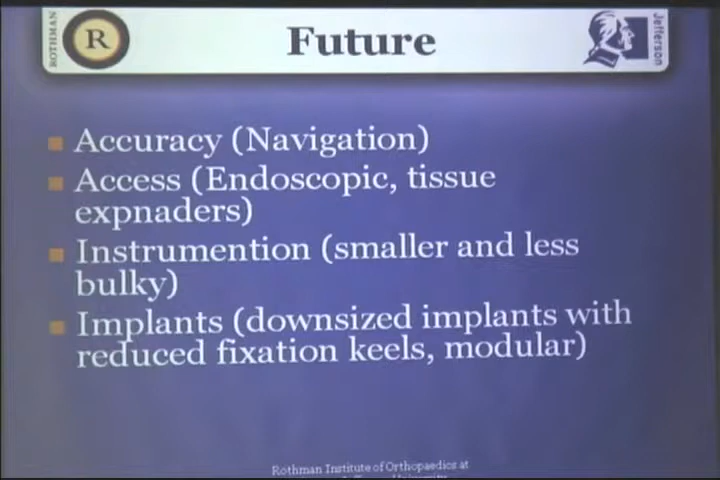 ROTHMAN
R
Future
Jefferson
Accuracy (Navigation)
Access (Endoscopic, tissue
expnaders)
Instrumention (smaller and less
bulky)
Implants (downsized implants with
reduced fixation keels, modular)
Rothman Institute of Orthopaedics at